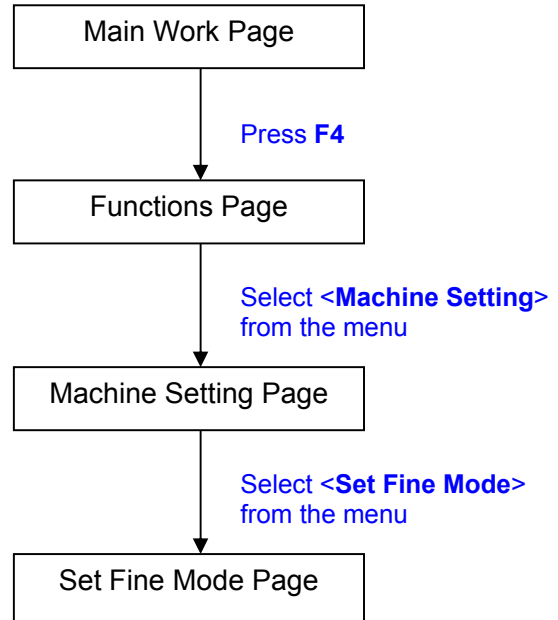 Main Work Page
Press F4
Functions Page
Select <Machine Setting>
from the menu
Machine Setting Page
Select <Set Fine Mode>
from the menu
Set Fine Mode Page